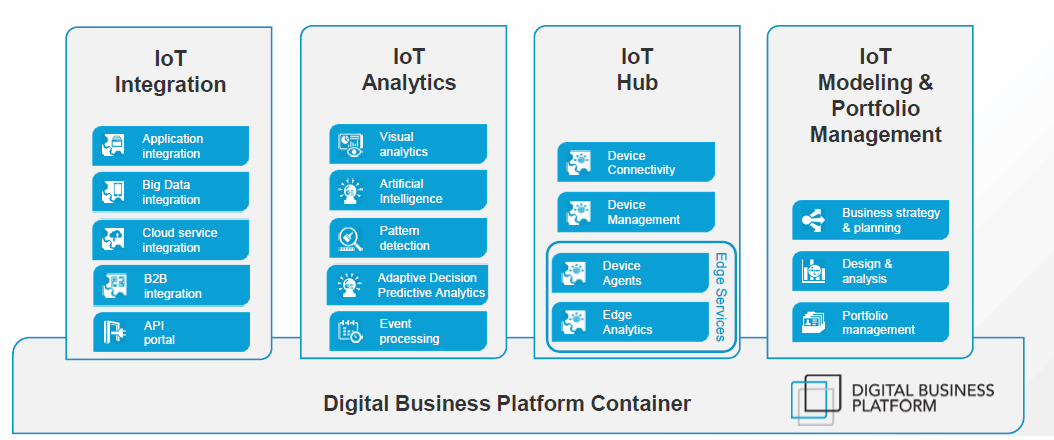 IoT
Integration
Application
integration
Big Data
integration
Cloud service
integration
B2B
integration
API
portal
IoT
Analytics
Visual
analytics
Artificial
Intelligence
Pattern
detection
Adaptive Decision
Predictive Analytics
Event
processing
IoT
Hub
Device
Connectivity
Device
Management
Device
Agents
Edge
Analytics
Edge Services
IoT
Modeling &
Portfolio
Management
Business strategy
& planning
Design &
analysis
Portfolio
management
Digital Business Platform Container
DIGITAL BUSINESS
PLATFORM